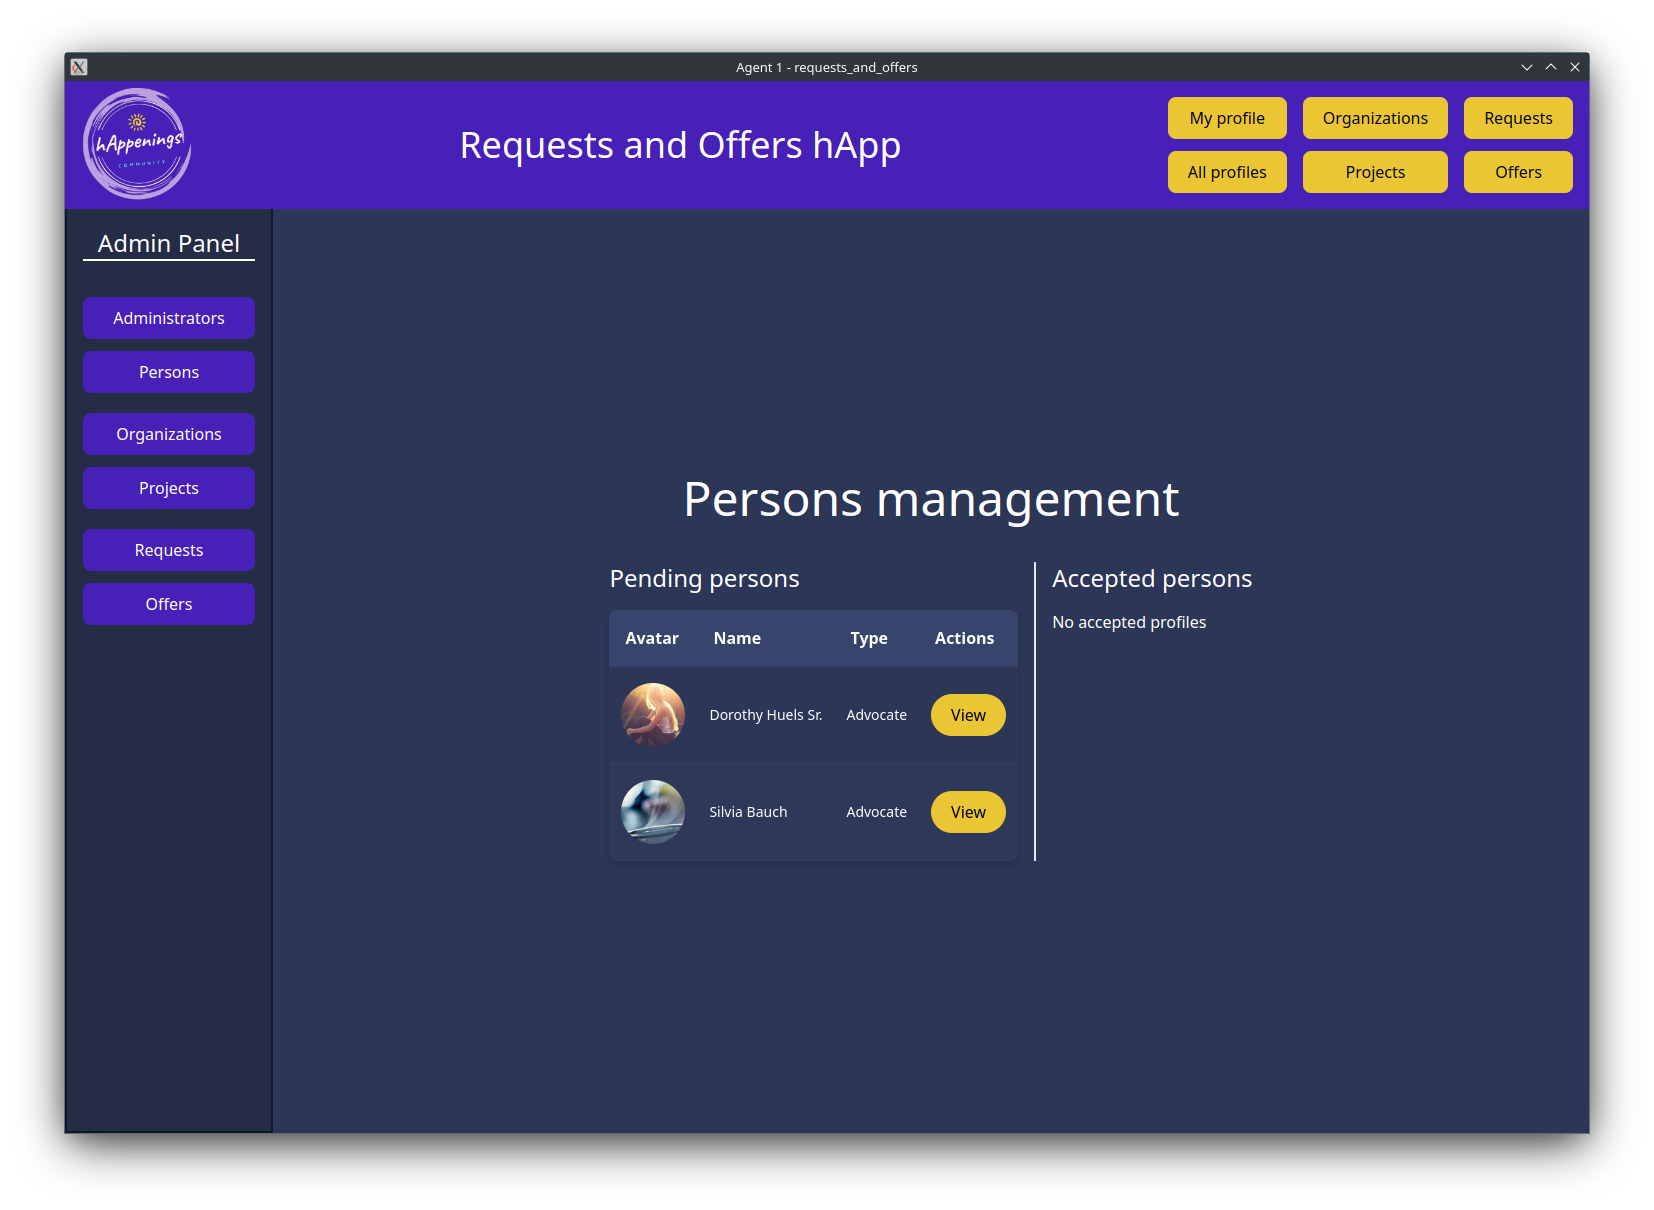 Agent 1 - requests_and_offers
hAppenings
COMMUNITY
Requests and Offers hApp
My profile
Organizations
Requests
All profiles
Projects
Offers
Admin Panel
Administrators
Persons
Organizations
Projects
Requests
Offers
Persons management
Pending persons
Avatar Name Type Actions
Dorothy Huels Sr. Advocate View
Silvia Bauch Advocate View
Accepted persons
No accepted profiles